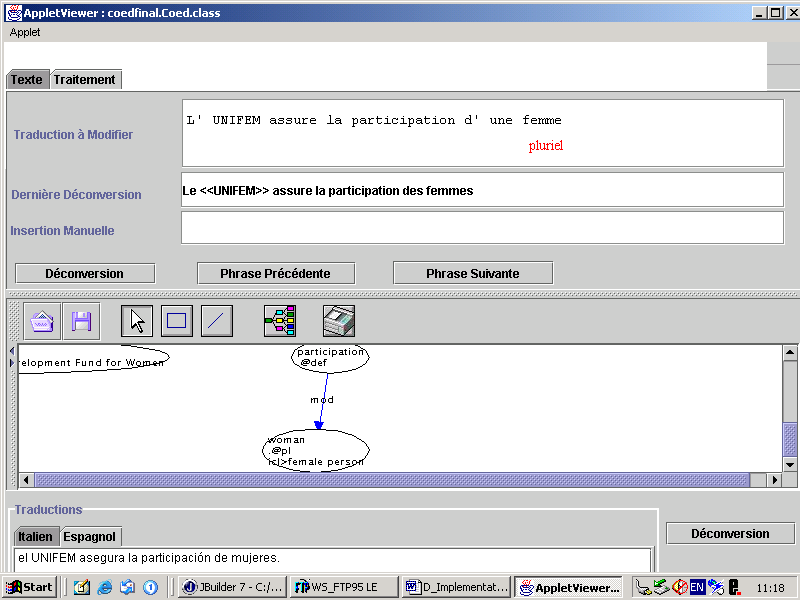 AppletViewer : coedfinal.Coed.class
Applet
Texte Traitement
Traduction à Modifier
L' UNIFEM assure la participation d' une femme
pluriel
Dernière Déconversion
Le <<UNIFEM>> assure la participation des femmes
Insertion Manuelle
Déconversion Phrase Précédente Phrase Suivante
participation
.@def
relopment Fund for Women
mod
woman
.@pl
icl>female person
Traductions
Italien Espagnol
Déconversion
el UNIFEM asegura la participación de mujeres.
Start JBuilder 7 - C:/... WS_FTP95 LE D_Implementat... AppletViewer... EN 11:18